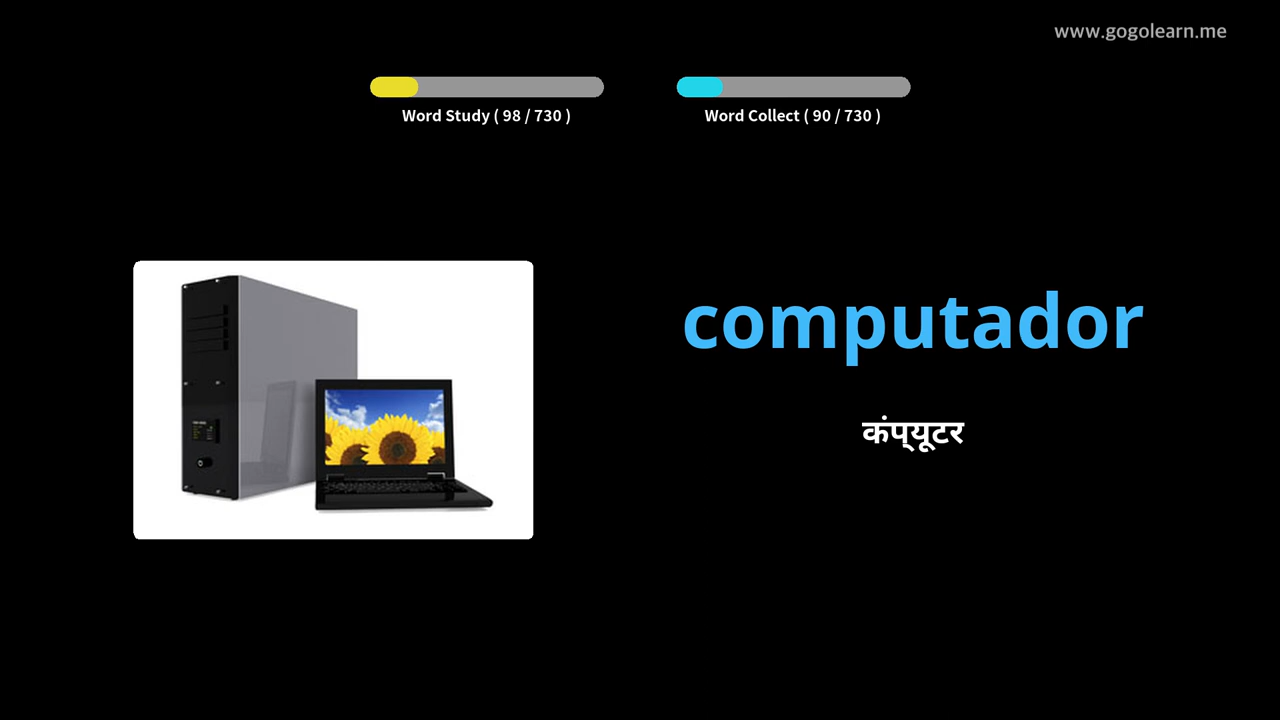 www.gogolearn.me
Word Study ( 98 / 730 )
Word Collect ( 90 / 730 )
computador
कंप्यूटर